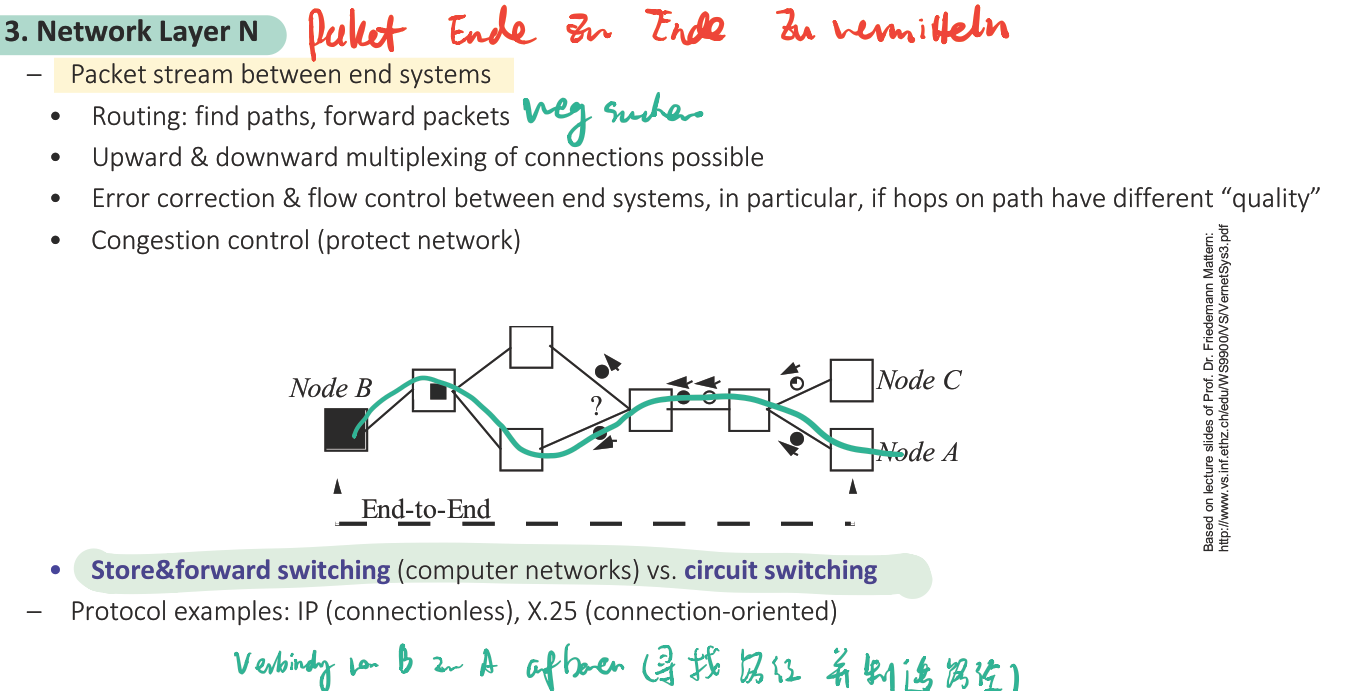 3. Network Layer N Paket Ende zu Ende zu vermitteln
– Packet stream between end systems
• Routing: find paths, forward packets weg suchen
• Upward & downward multiplexing of connections possible
• Error correction & flow control between end systems, in particular, if hops on path have different “quality”
• Congestion control (protect network)
Based on lecture slides of Prof. Dr. Friedemann Mattern:
http://www.vs.inf.ethz.ch/edu/WS9900/VS/VernetSys3.pdf
Node B
?
Node C
Node A
End-to-End
• Store&forward switching (computer networks) vs. circuit switching
– Protocol examples: IP (connectionless), X.25 (connection-oriented)
Verbindung von B zu A (寻找路径 并制造路径)